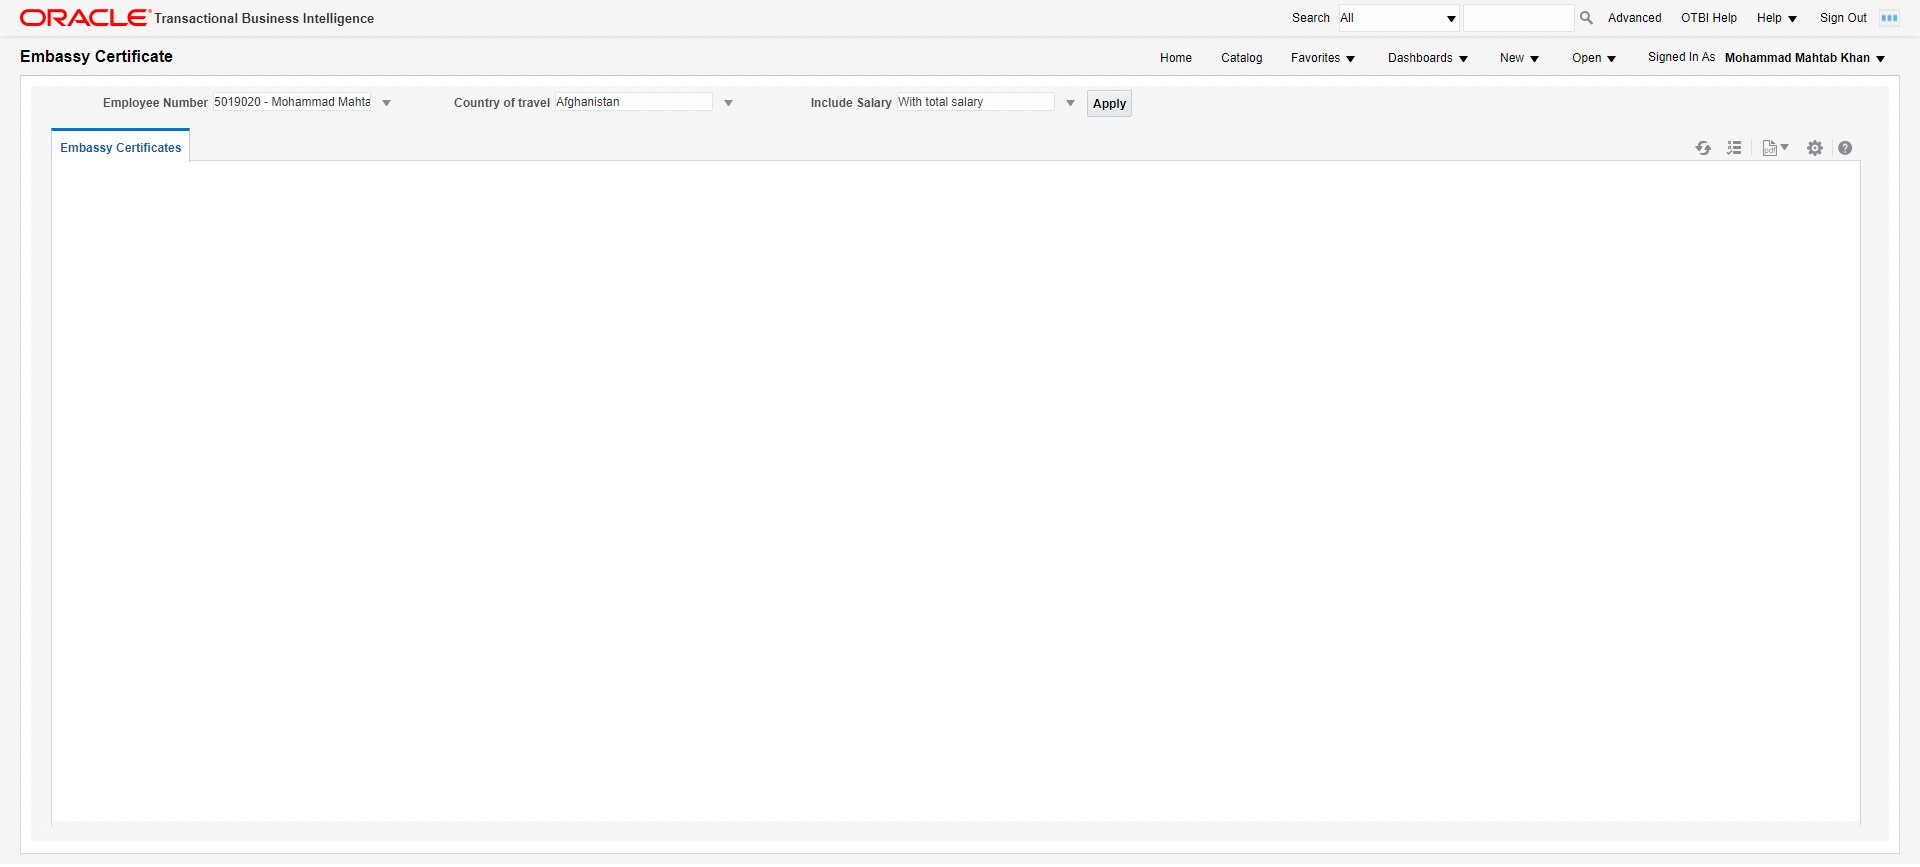 ORACLE Transactional Business Intelligence
Search All Advanced OTBI Help Help Sign Out
Embassy Certificate
Home Catalog Favorites Dashboards New Open Signed In As Mohammad Mahtab Khan
Employee Number 5019020 - Mohammad Mahta Country of travel Afghanistan Include Salary With total salary Apply
Embassy Certificates
pdf